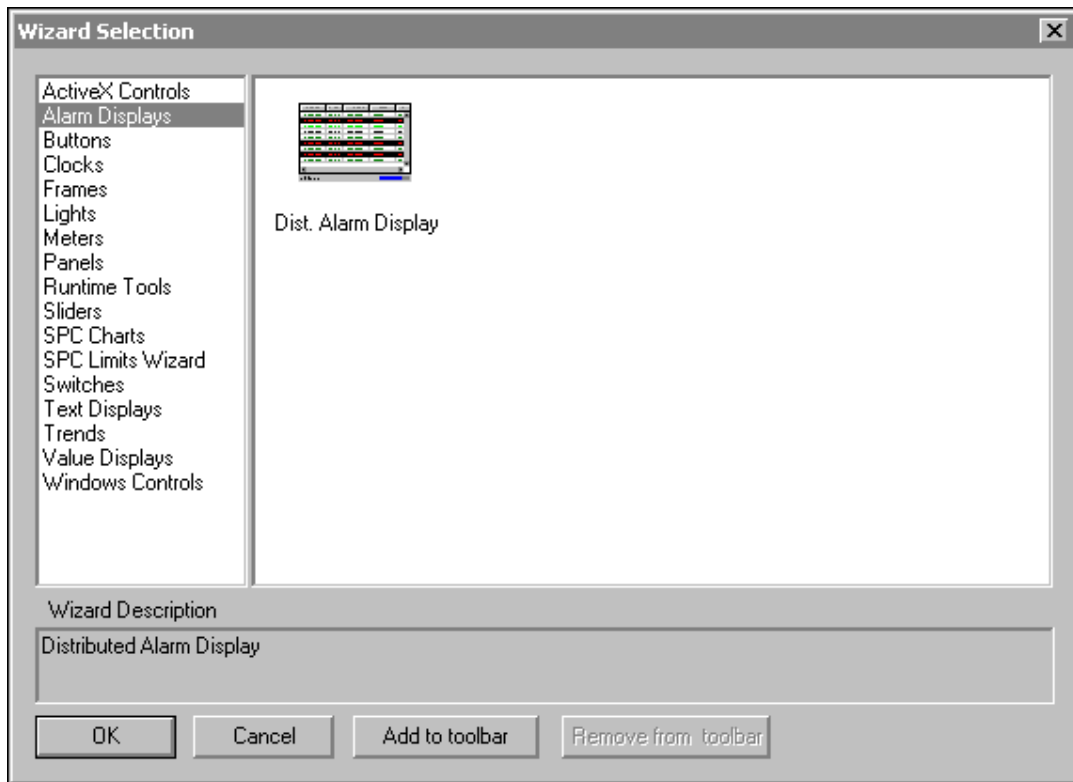 Wizard Selection
ActiveX Controls
Alarm Displays
Buttons
Clocks
Frames
Lights
Meters
Panels
Runtime Tools
Sliders
SPC Charts
SPC Limits Wizard
Switches
Text Displays
Trends
Value Displays
Windows Controls
Dist. Alarm Display
Wizard Description
Distributed Alarm Display
OK Cancel Add to toolbar Remove from toolbar